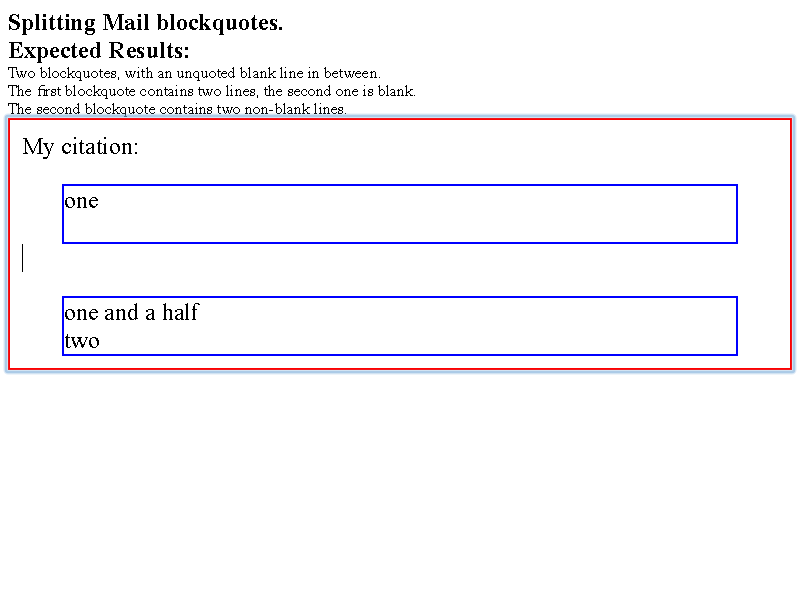 Splitting Mail blockquotes.
Expected Results:
Two blockquotes, with an unquoted blank line in between.
The first blockquote contains two lines, the second one is blank.
The second blockquote contains two non-blank lines.
My citation:
one
one and a half
two